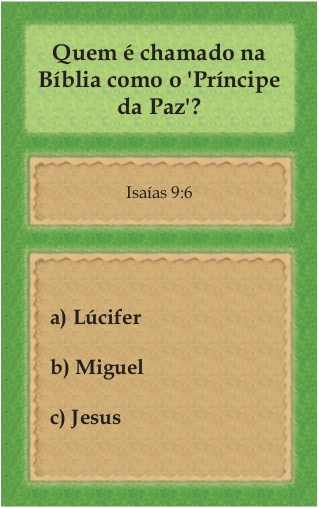 Quem é chamado na
Bíblia como o 'Príncipe
da Paz'?
Isaías 9:6
a) Lúcifer
b) Miguel
c) Jesus